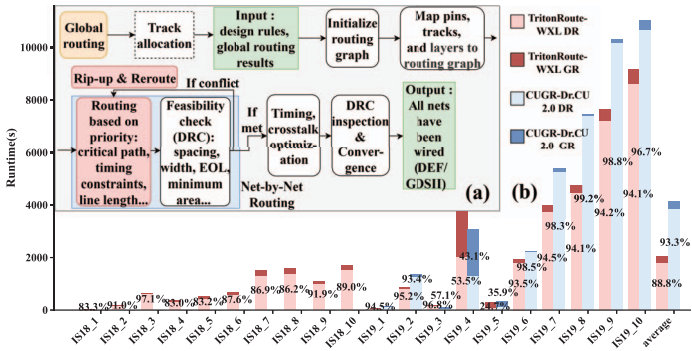 Global
routing
Track
allocation
Input :
design rules,
global routing
results
Initialize
routing
graph
Map pins,
tracks,
and layers to
routing graph
Rip-up & Reroute
If conflict
Routing
based on
priority:
critical path,
timing
constraints,
line length...
Feasibility
check
(DRC):
spacing,
width, EOL,
minimum
area...
If
met
Net-by-Net
Routing
Timing,
crosstalk
optimiz-
ation
DRC
inspection
&
Conver-
gence
Output :
All nets
have
been
wired
(DEF/
GDSII)
(a)
(b)
TritonRoute-
WXL DR
TritonRoute-
WXL GR
CUGR-Dr.CU
2.0 DR
CUGR-Dr.CU
2.0 GR
Runtime(s)
10000
8000
6000
4000
2000
0
83.3%
91.0%
97.1%
83.0%
83.2%
87.6%
86.9%
86.2%
91.9%
89.0%
94.5%
95.2%
93.4%
96.8%
57.1%
53.5%
43.1%
24.7%
35.9%
93.5%
98.5%
94.5%
98.3%
94.1%
99.2%
94.2%
98.8%
94.1%
96.7%
88.8%
93.3%
IS18_1
IS18_2
IS18_3
IS18_4
IS18_5
IS18_6
IS18_7
IS18_8
IS18_9
IS18_10
IS19_1
IS19_2
IS19_3
IS19_4
IS19_5
IS19_6
IS19_7
IS19_8
IS19_9
IS19_10
average